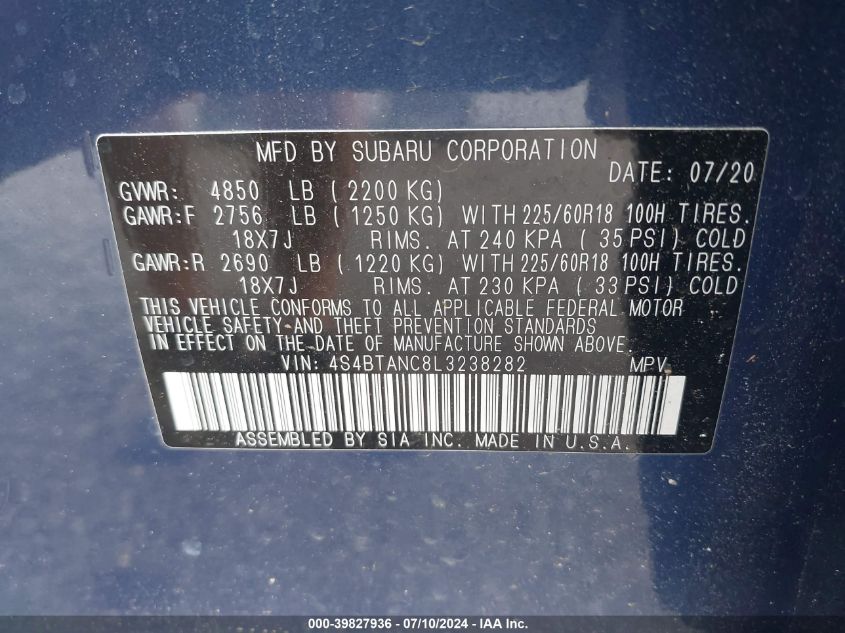 MFD BY SUBARU CORPORATION
DATE: 07/20
GVWR: 4850 LB ( 2200 KG)
GAWR:F 2756 LB ( 1250 KG) WITH 225/60R18 100H TIRES.
18X7J RIMS. AT 240 KPA ( 35 PSI) COLD
GAWR:R 2690 LB ( 1220 KG) WITH 225/60R18 100H TIRES.
18X7J RIMS. AT 230 KPA ( 33 PSI) COLD
THIS VEHICLE CONFORMS TO ALL APPLICABLE FEDERAL MOTOR
VEHICLE SAFETY AND THEFT PREVENTION STANDARDS
IN EFFECT ON THE DATE OF MANUFACTURE SHOWN ABOVE.
VIN: 4S4BTANC8L3238282 MPV
ASSEMBLED BY SIA INC. MADE IN U.S.A.
000-39827936 / 07/10/2024 - IAA Inc.